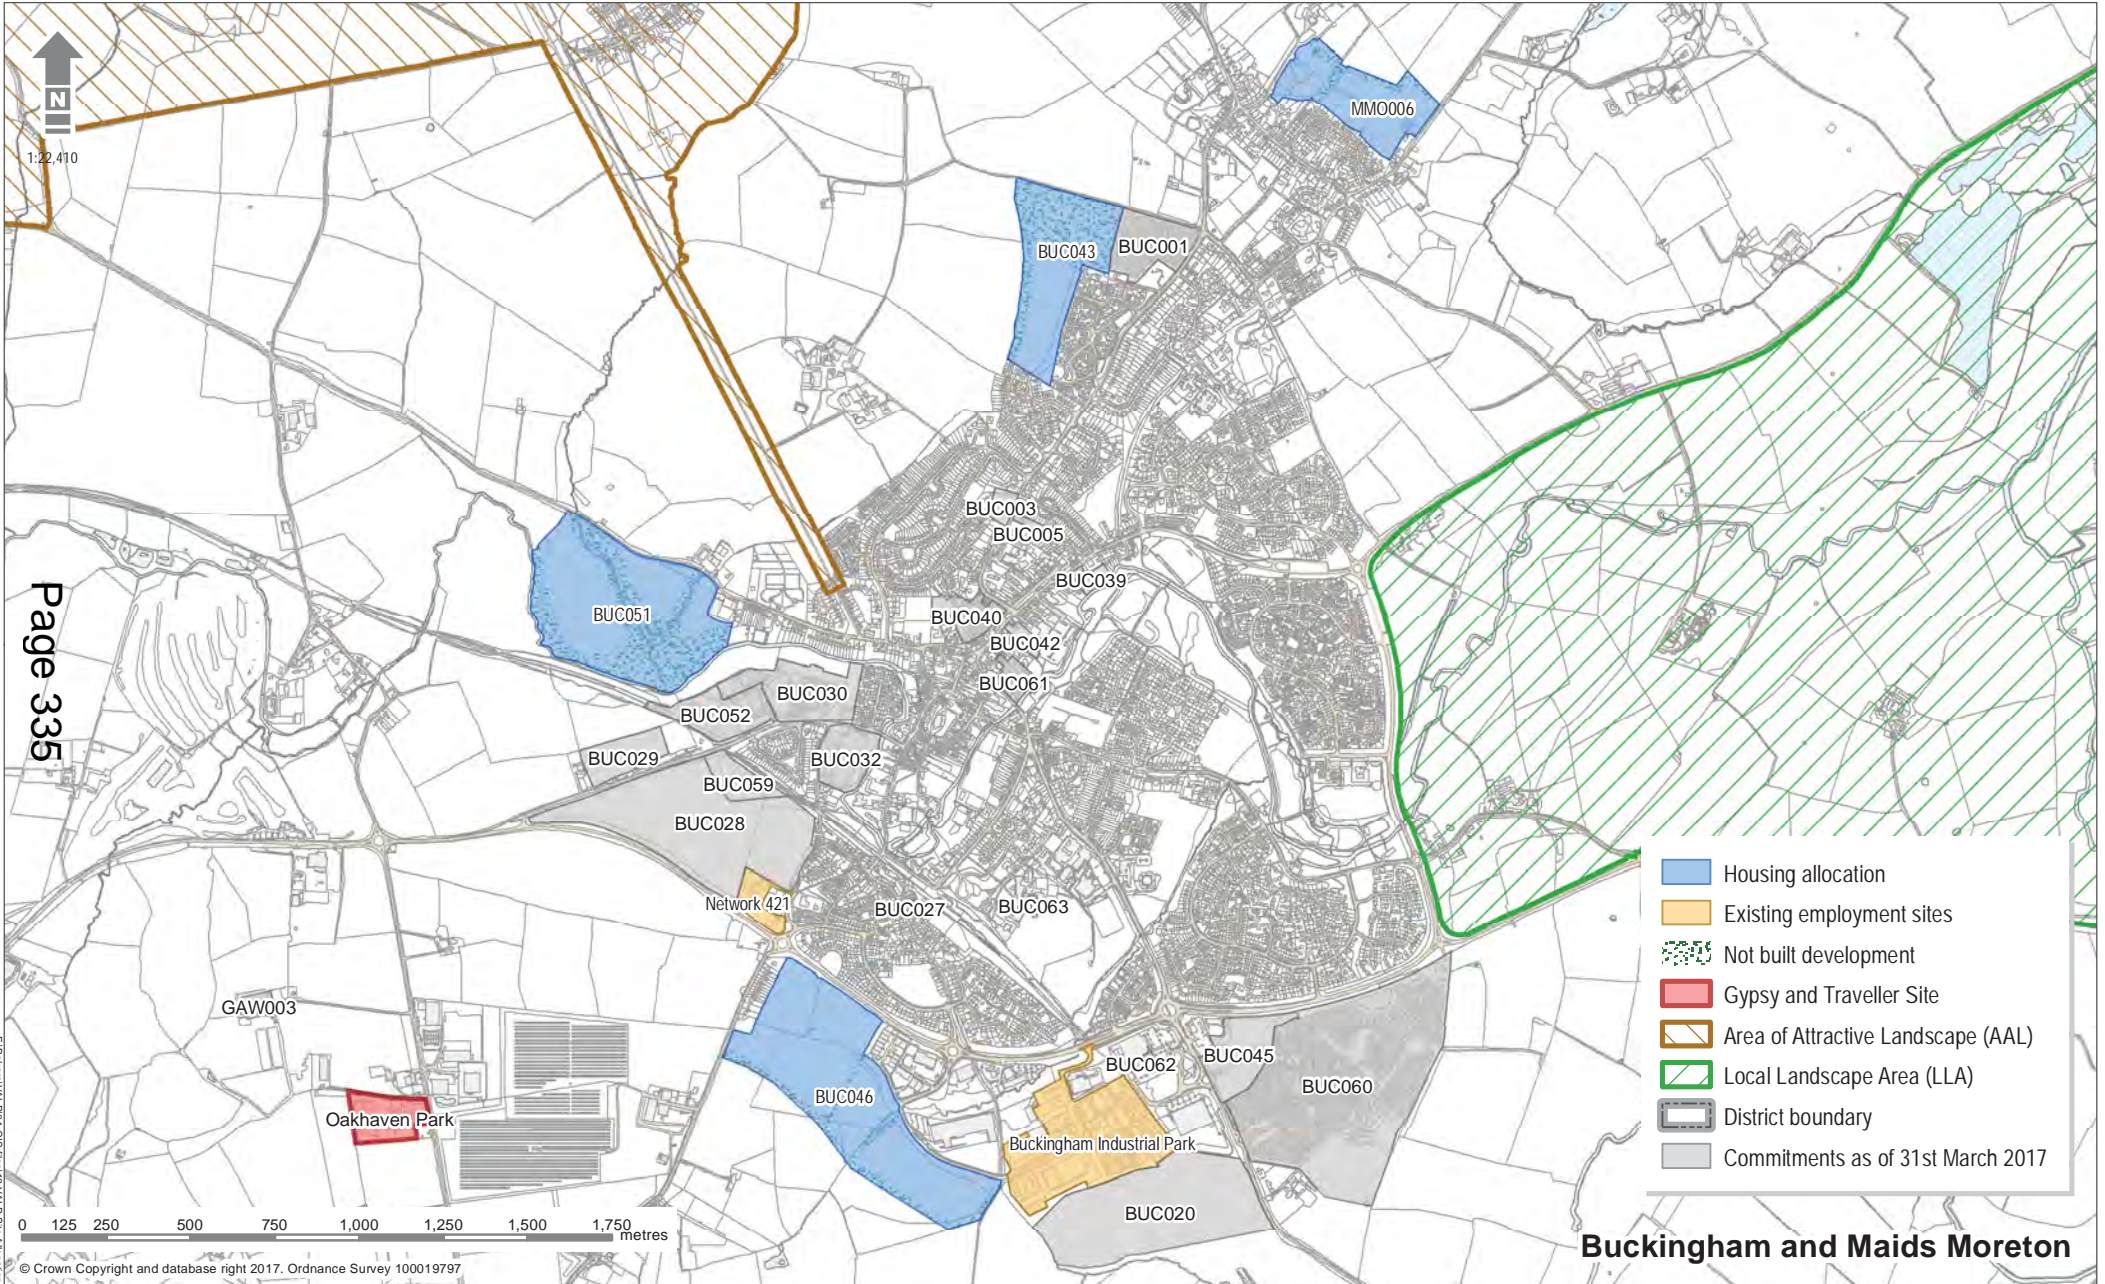 N
1:22,410
MMO006
BUC043
BUC001
BUC003
BUC005
BUC039
BUC051
BUC040
BUC042
BUC061
BUC030
BUC052
BUC029
BUC032
BUC059
BUC028
Network 421
BUC027
BUC063
GAW003
BUC062
BUC045
BUC060
BUC046
Oakhaven Park
Buckingham Industrial Park
BUC020
Page 335
Housing allocation
Existing employment sites
Not built development
Gypsy and Traveller Site
Area of Attractive Landscape (AAL)
Local Landscape Area (LLA)
District boundary
Commitments as of 31st March 2017
0 125 250 500 750 1,000 1,250 1,500 1,750
metres
© Crown Copyright and database right 2017. Ordnance Survey 100019797
Buckingham and Maids Moreton